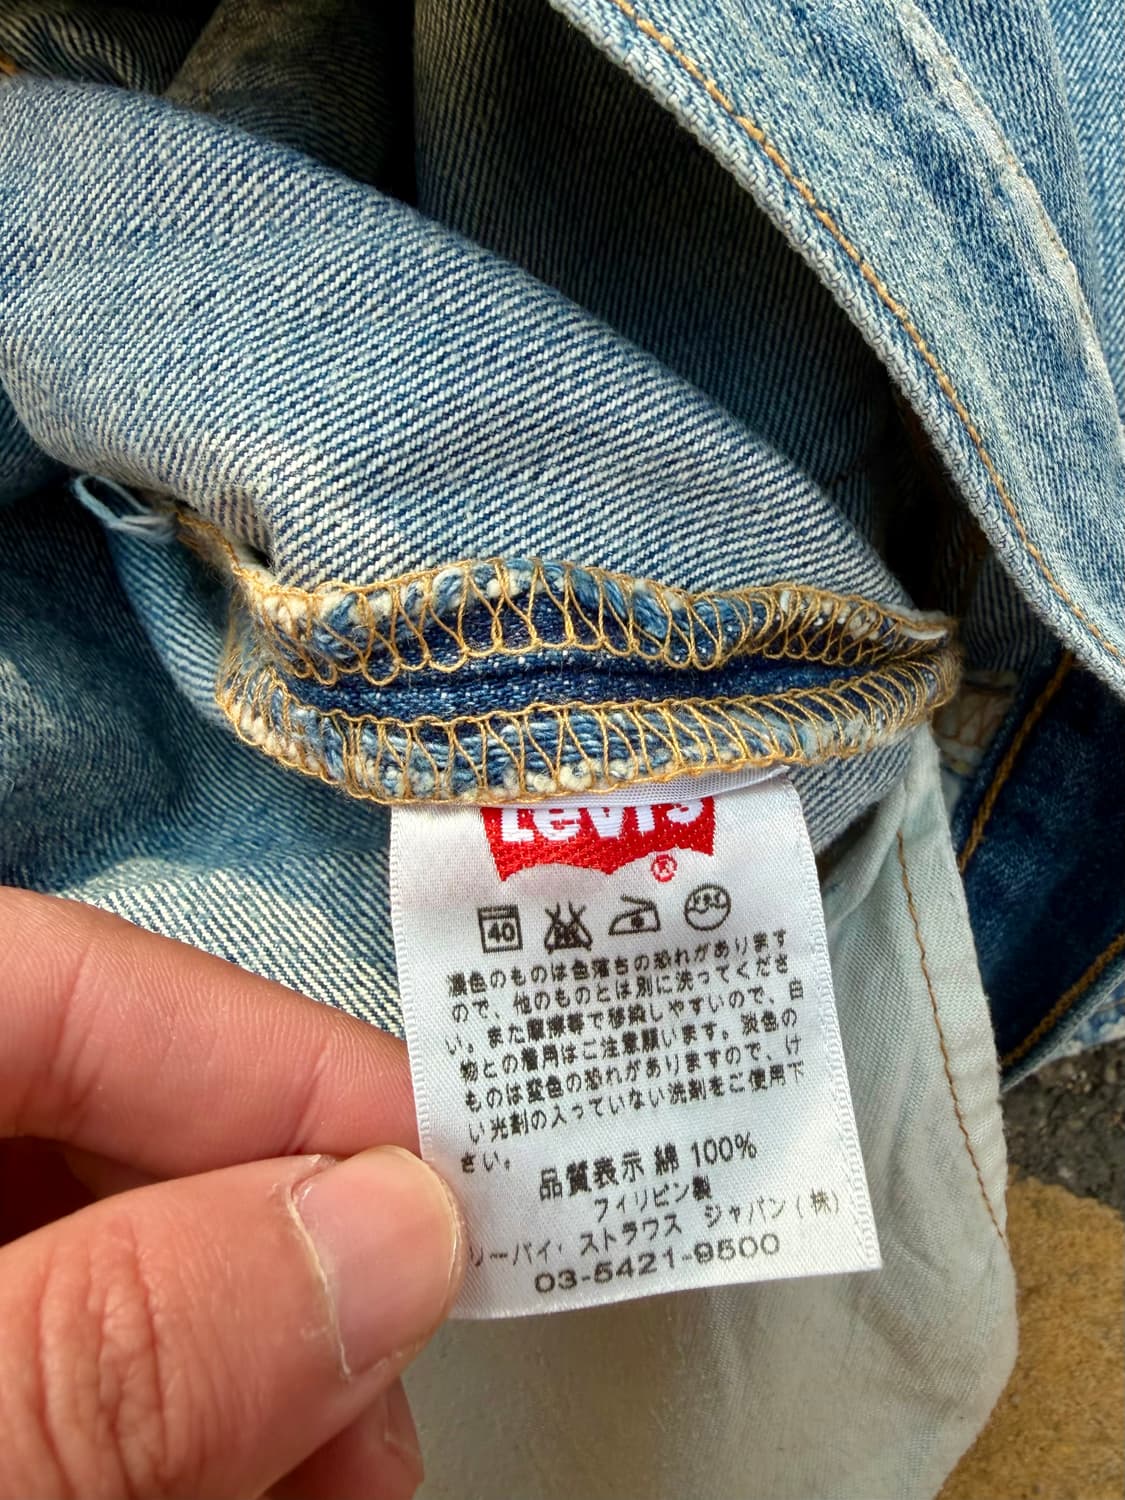 Levi's
®
40
濃色のものは色落ちの恐れがあります
ので、他のものとは別に洗ってくださ
い。また摩擦等で移染しやすいので、白
物との着用はご注意願います。淡色の
ものは変色の恐れがありますので、け
い光剤の入っていない洗剤をご使用下
さい。
品質表示 綿 100%
フィリピン製
リーバイ・ストラウス ジャパン(株)
03-5421-9500